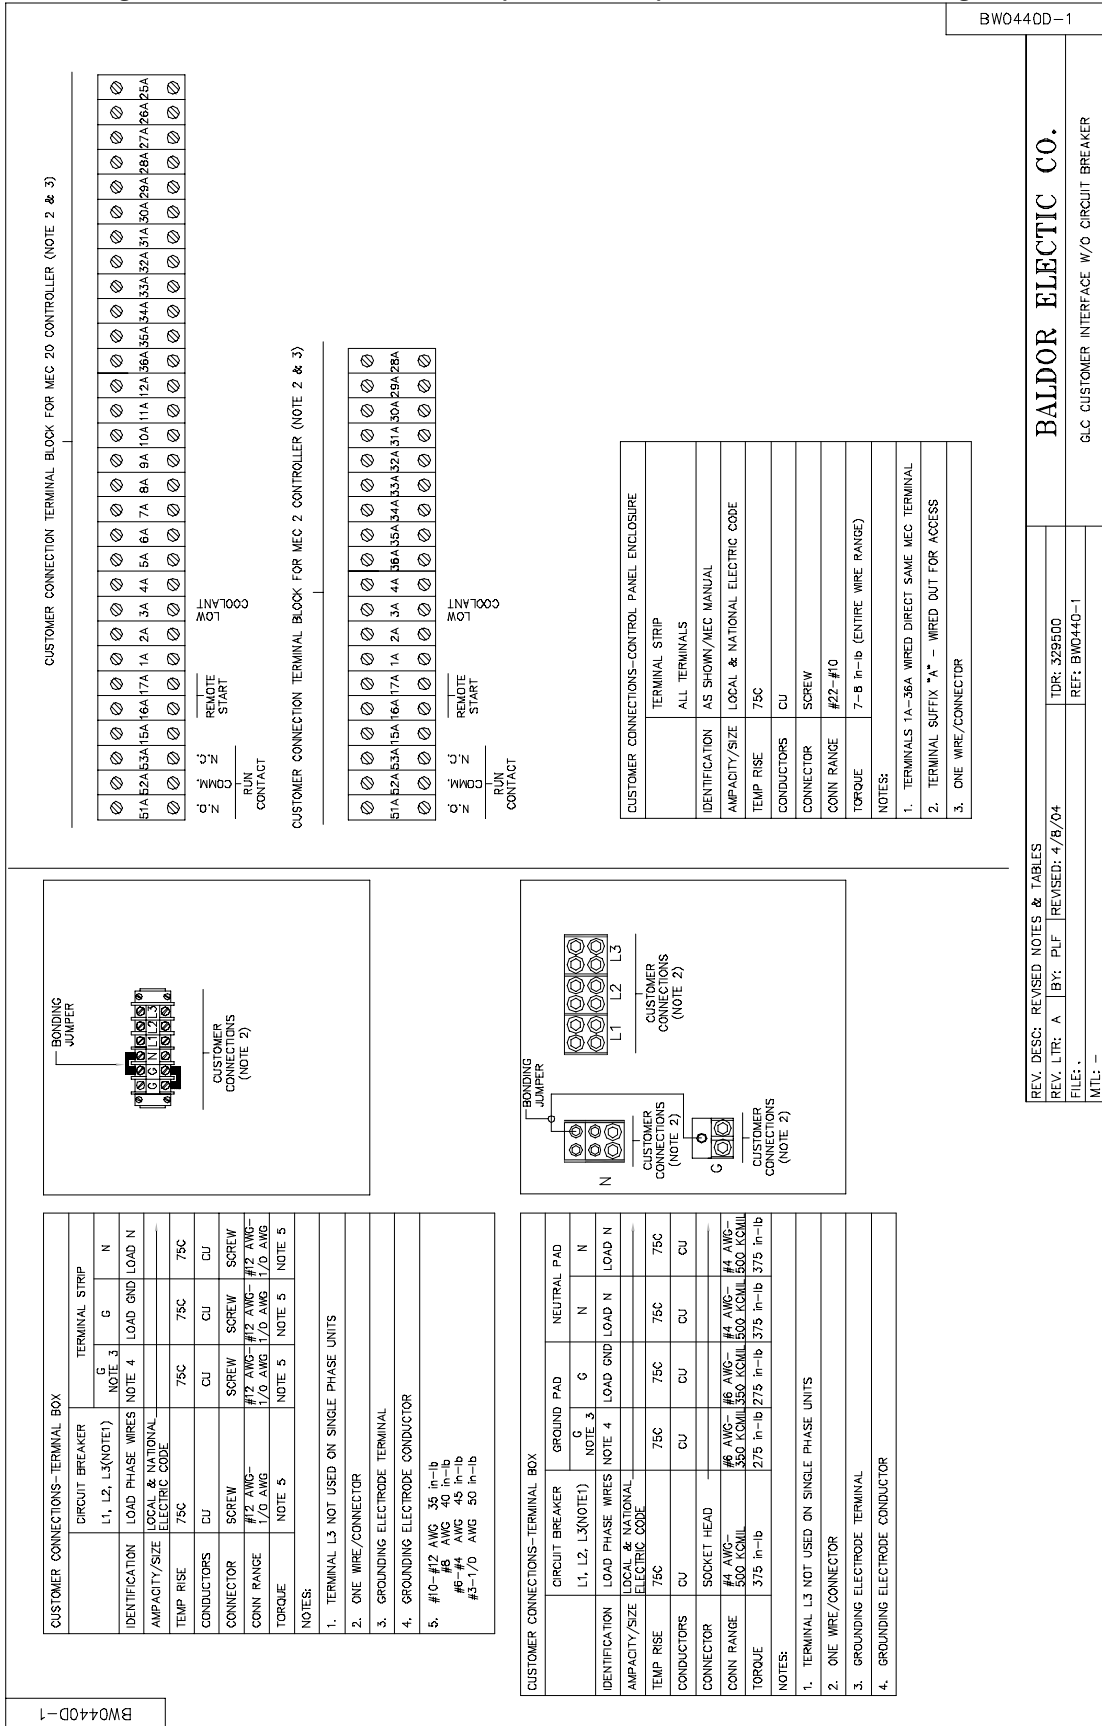 BW0440D-1
CUSTOMER CONNECTIONS-TERMINAL BOX
CIRCUIT BREAKER TERMINAL STRIP
L1, L2, L3(NOTE1) G NOTE 3 G N
IDENTIFICATION LOAD PHASE WIRES NOTE 4 LOAD GND LOAD N
AMPACITY/SIZE LOCAL & NATIONAL ELECTRIC CODE
TEMP RISE 75C 75C 75C 75C
CONDUCTORS CU CU CU CU
CONNECTOR SCREW SCREW SCREW SCREW
CONN RANGE #12 AWG-1/0 AWG #12 AWG-1/0 AWG #12 AWG-1/0 AWG #12 AWG-1/0 AWG
TORQUE NOTE 5 NOTE 5 NOTE 5 NOTE 5
NOTES:
1. TERMINAL L3 NOT USED ON SINGLE PHASE UNITS
2. ONE WIRE/CONNECTOR
3. GROUNDING ELECTRODE TERMINAL
4. GROUNDING ELECTRODE CONDUCTOR
5. #10-#12 AWG 35 in-lb
#8 AWG 40 in-lb
#6-#4 AWG 45 in-lb
#3-1/0 AWG 50 in-lb
BONDING
JUMPER
G G N L1 L2 L3
CUSTOMER
CONNECTIONS
(NOTE 2)
CUSTOMER CONNECTIONS-TERMINAL BOX
CIRCUIT BREAKER GROUND PAD NEUTRAL PAD
L1, L2, L3(NOTE1) G NOTE 3 G N N
IDENTIFICATION LOAD PHASE WIRES NOTE 4 LOAD GND LOAD N LOAD N
AMPACITY/SIZE LOCAL & NATIONAL ELECTRIC CODE
TEMP RISE 75C 75C 75C 75C 75C
CONDUCTORS CU CU CU CU CU
CONNECTOR SOCKET HEAD
CONN RANGE #4 AWG-500 KCMIL #6 AWG-350 KCMIL #6 AWG-350 KCMIL #4 AWG-500 KCMIL #4 AWG-500 KCMIL
TORQUE 375 in-lb 275 in-lb 275 in-lb 375 in-lb 375 in-lb
NOTES:
1. TERMINAL L3 NOT USED ON SINGLE PHASE UNITS
2. ONE WIRE/CONNECTOR
3. GROUNDING ELECTRODE TERMINAL
4. GROUNDING ELECTRODE CONDUCTOR
BONDING
JUMPER
N
CUSTOMER
CONNECTIONS
(NOTE 2)
G
CUSTOMER
CONNECTIONS
(NOTE 2)
L1 L2 L3
CUSTOMER
CONNECTIONS
(NOTE 2)
CUSTOMER CONNECTION TERMINAL BLOCK FOR MEC 20 CONTROLLER (NOTE 2 & 3)
51A 52A 53A 15A 16A 17A 1A 2A 3A 4A 5A 6A 7A 8A 9A 10A 11A 12A 36A 35A 34A 33A 32A 31A 30A 29A 28A 27A 26A 25A
N.O. COMM. N.C.
RUN
CONTACT
REMOTE
START
LOW
COOLANT
CUSTOMER CONNECTION TERMINAL BLOCK FOR MEC 2 CONTROLLER (NOTE 2 & 3)
51A 52A 53A 15A 16A 17A 1A 2A 3A 4A 36A 35A 34A 33A 32A 31A 30A 29A 28A
N.O. COMM. N.C.
RUN
CONTACT
REMOTE
START
LOW
COOLANT
CUSTOMER CONNECTIONS-CONTROL PANEL ENCLOSURE
TERMINAL STRIP
ALL TERMINALS
IDENTIFICATION AS SHOWN/MEC MANUAL
AMPACITY/SIZE LOCAL & NATIONAL ELECTRIC CODE
TEMP RISE 75C
CONDUCTORS CU
CONNECTOR SCREW
CONN RANGE #22-#10
TORQUE 7-8 in-lb (ENTIRE WIRE RANGE)
NOTES:
1. TERMINALS 1A-36A WIRED DIRECT SAME MEC TERMINAL
2. TERMINAL SUFFIX "A" - WIRED OUT FOR ACCESS
3. ONE WIRE/CONNECTOR
REV. DESC: REVISED NOTES & TABLES
REV. LTR: A BY: PLF REVISED: 4/8/04 TDR: 329500
FILE: . REF: BWD440-1
MTL: -
BALDOR ELECTIC CO.
GLC CUSTOMER INTERFACE W/O CIRCUIT BREAKER
BW0440D-1